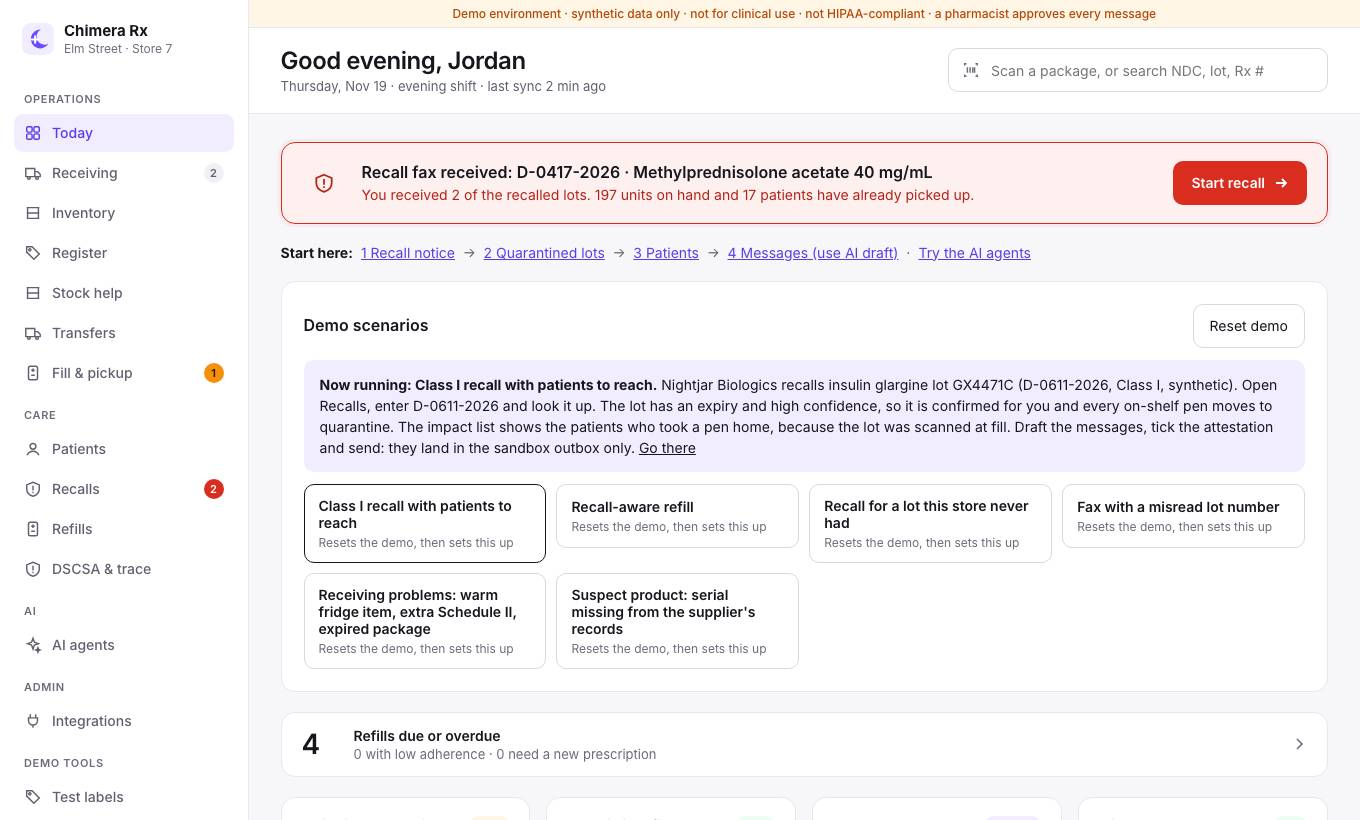 Chimera Rx
Elm Street · Store 7
OPERATIONS
Today
Receiving 2
Inventory
Register
Stock help
Transfers
Fill & pickup 1
CARE
Patients
Recalls 2
Refills
DSCSA & trace
AI
AI agents
ADMIN
Integrations
DEMO TOOLS
Test labels
Demo environment · synthetic data only · not for clinical use · not HIPAA-compliant · a pharmacist approves every message
Good evening, Jordan
Thursday, Nov 19 · evening shift · last sync 2 min ago
Scan a package, or search NDC, lot, Rx #
Recall fax received: D-0417-2026 · Methylprednisolone acetate 40 mg/mL
You received 2 of the recalled lots. 197 units on hand and 17 patients have already picked up.
Start recall →
Start here: 1 Recall notice → 2 Quarantined lots → 3 Patients → 4 Messages (use AI draft) · Try the AI agents
Demo scenarios
Reset demo
Now running: Class I recall with patients to reach. Nightjar Biologics recalls insulin glargine lot GX4471C (D-0611-2026, Class I, synthetic). Open
Recalls, enter D-0611-2026 and look it up. The lot has an expiry and high confidence, so it is confirmed for you and every on-shelf pen moves to
quarantine. The impact list shows the patients who took a pen home, because the lot was scanned at fill. Draft the messages, tick the attestation
and send: they land in the sandbox outbox only. Go there
Class I recall with patients to
reach
Resets the demo, then sets this up
Recall-aware refill
Resets the demo, then sets this up
Recall for a lot this store never
had
Resets the demo, then sets this up
Fax with a misread lot number
Resets the demo, then sets this up
Receiving problems: warm
fridge item, extra Schedule II,
expired package
Resets the demo, then sets this up
Suspect product: serial
missing from the supplier's
records
Resets the demo, then sets this up
4
Refills due or overdue
0 with low adherence · 0 need a new prescription